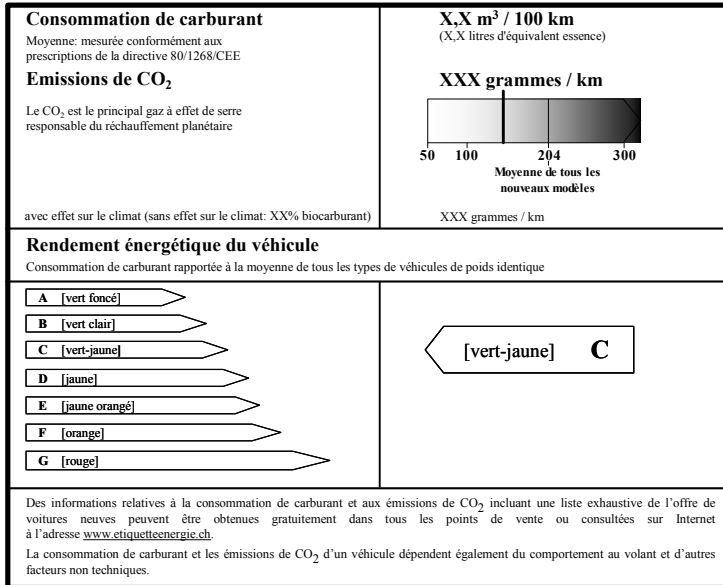 Consommation de carburant
Moyenne: mesurée conformément aux
prescriptions de la directive 80/1268/CEE
X,X m³ / 100 km
(X,X litres d'équivalent essence)
Emissions de CO₂
Le CO₂ est le principal gaz à effet de serre
responsable du réchauffement planétaire
XXX grammes / km
50 100 204 300
Moyenne de tous les
nouveaux modèles
avec effet sur le climat (sans effet sur le climat: XX% biocarburant)
XXX grammes / km
Rendement énergétique du véhicule
Consommation de carburant rapportée à la moyenne de tous les types de véhicules de poids identique
A [vert foncé]
B [vert clair]
C [vert-jaune]
D [jaune]
E [jaune orangé]
F [orange]
G [rouge]
[vert-jaune] C
Des informations relatives à la consommation de carburant et aux émissions de CO₂ incluant une liste exhaustive de l'offre de
voitures neuves peuvent être obtenues gratuitement dans tous les points de vente ou consultées sur Internet
à l'adresse www.etiquetteenergie.ch.
La consommation de carburant et les émissions de CO₂ d'un véhicule dépendent également du comportement au volant et d'autres
facteurs non techniques.